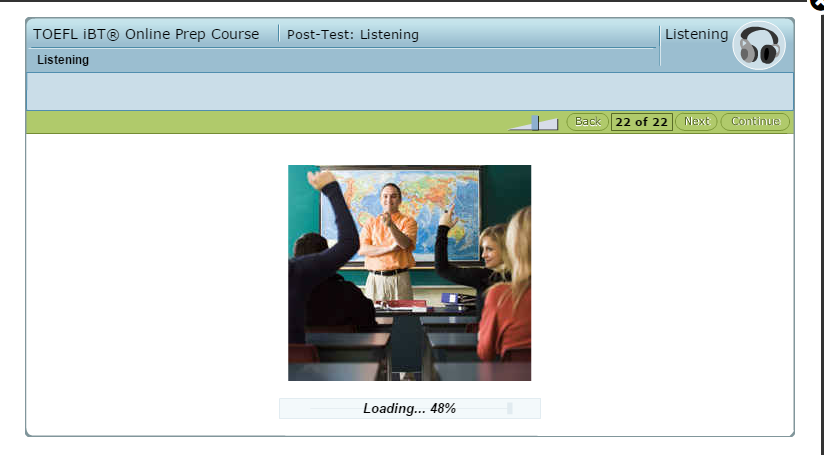 TOEFL iBT® Online Prep Course Post-Test: Listening Listening
Listening
Back 22 of 22 Next Continue
Loading... 48%